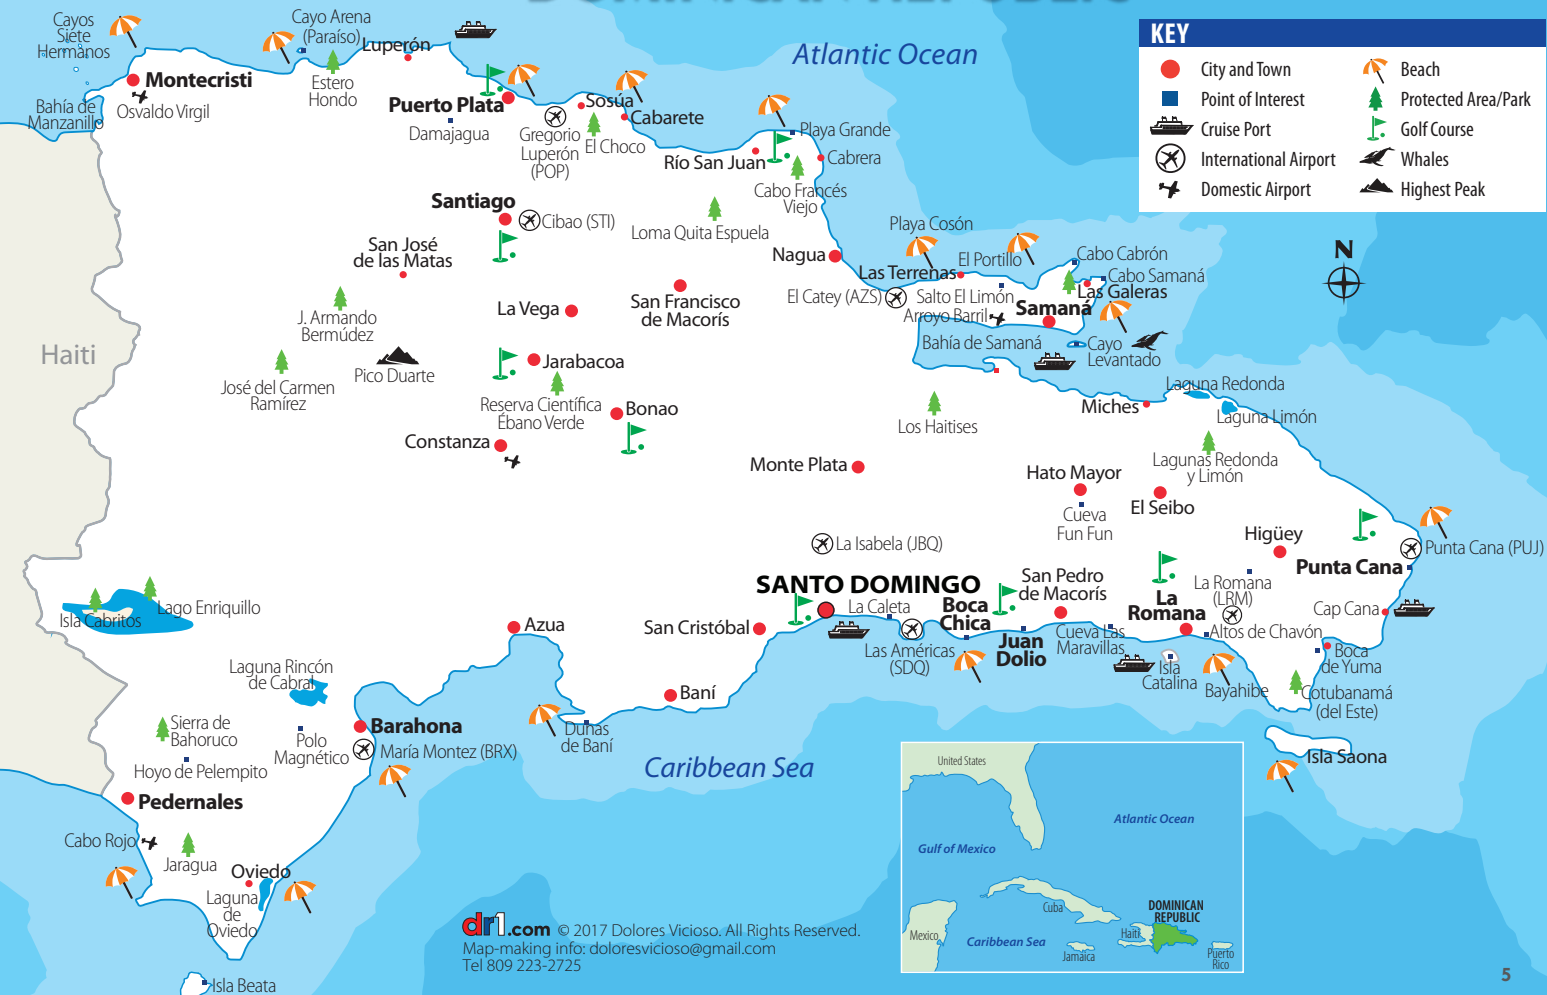 DOMINICAN REPUBLIC
Cayos
Siéte
Hermanos
Cayo Arena
(Paraíso)
Luperón
Atlantic Ocean
KEY
City and Town
Point of Interest
Cruise Port
International Airport
Domestic Airport
Beach
Protected Area/Park
Golf Course
Whales
Highest Peak
Montecristi
Osvaldo Virgil
Bahía de
Manzanillo
Estero
Hondo
Puerto Plata
Damajagua
Sosúa
Cabarete
Gregorio
Luperón
(POP)
El Choco
Playa Grande
Río San Juan
Cabrera
Cabo Francés
Viejo
Santiago
Cibao (STI)
Loma Quita Espuela
San José
de las Matas
Nagua
Playa Cosón
Las Terrenas
El Portillo
Cabo Cabrón
Cabo Samaná
Las Galeras
El Catey (AZS)
Salto El Limón
Arroyo Barril
Samaná
N
J. Armando
Bermúdez
La Vega
San Francisco
de Macorís
Bahía de Samaná
Cayo
Levantado
Haiti
Pico Duarte
Jarabacoa
José del Carmen
Ramírez
Reserva Científica
Ébano Verde
Bonao
Constanza
Los Haitises
Miches
Laguna Redonda
Laguna Limón
Lagunas Redonda
y Limón
Monte Plata
Hato Mayor
Cueva
Fun Fun
El Seibo
Higüey
La Isabela (JBQ)
Punta Cana (PUJ)
Punta Cana
SANTO DOMINGO
La Caleta
Boca
Chica
San Pedro
de Macorís
La
Romana
La Romana
(LRM)
Cap Cana
Isla Cabritos
Lago Enriquillo
Azua
San Cristóbal
Las Américas
(SDQ)
Juan
Dolio
Cueva Las
Maravillas
Altos de Chavón
Boca
de Yuma
Isla
Catalina
Bayahibe
Cotubanamá
(del Este)
Laguna Rincón
de Cabral
Baní
Dunas
de Baní
Sierra de
Bahoruco
Polo
Magnético
Barahona
María Montez (BRX)
Hoyo de Pelempito
Caribbean Sea
Isla Saona
Pedernales
Cabo Rojo
Jaragua
Oviedo
Laguna
de
Oviedo
Isla Beata
dr1.com © 2017 Dolores Vicioso. All Rights Reserved.
Map-making info: doloresvicioso@gmail.com
Tel 809 223-2725
United States
Atlantic Ocean
Gulf of Mexico
Cuba
DOMINICAN
REPUBLIC
Mexico
Caribbean Sea
Haiti
Jamaica
Puerto
Rico
5